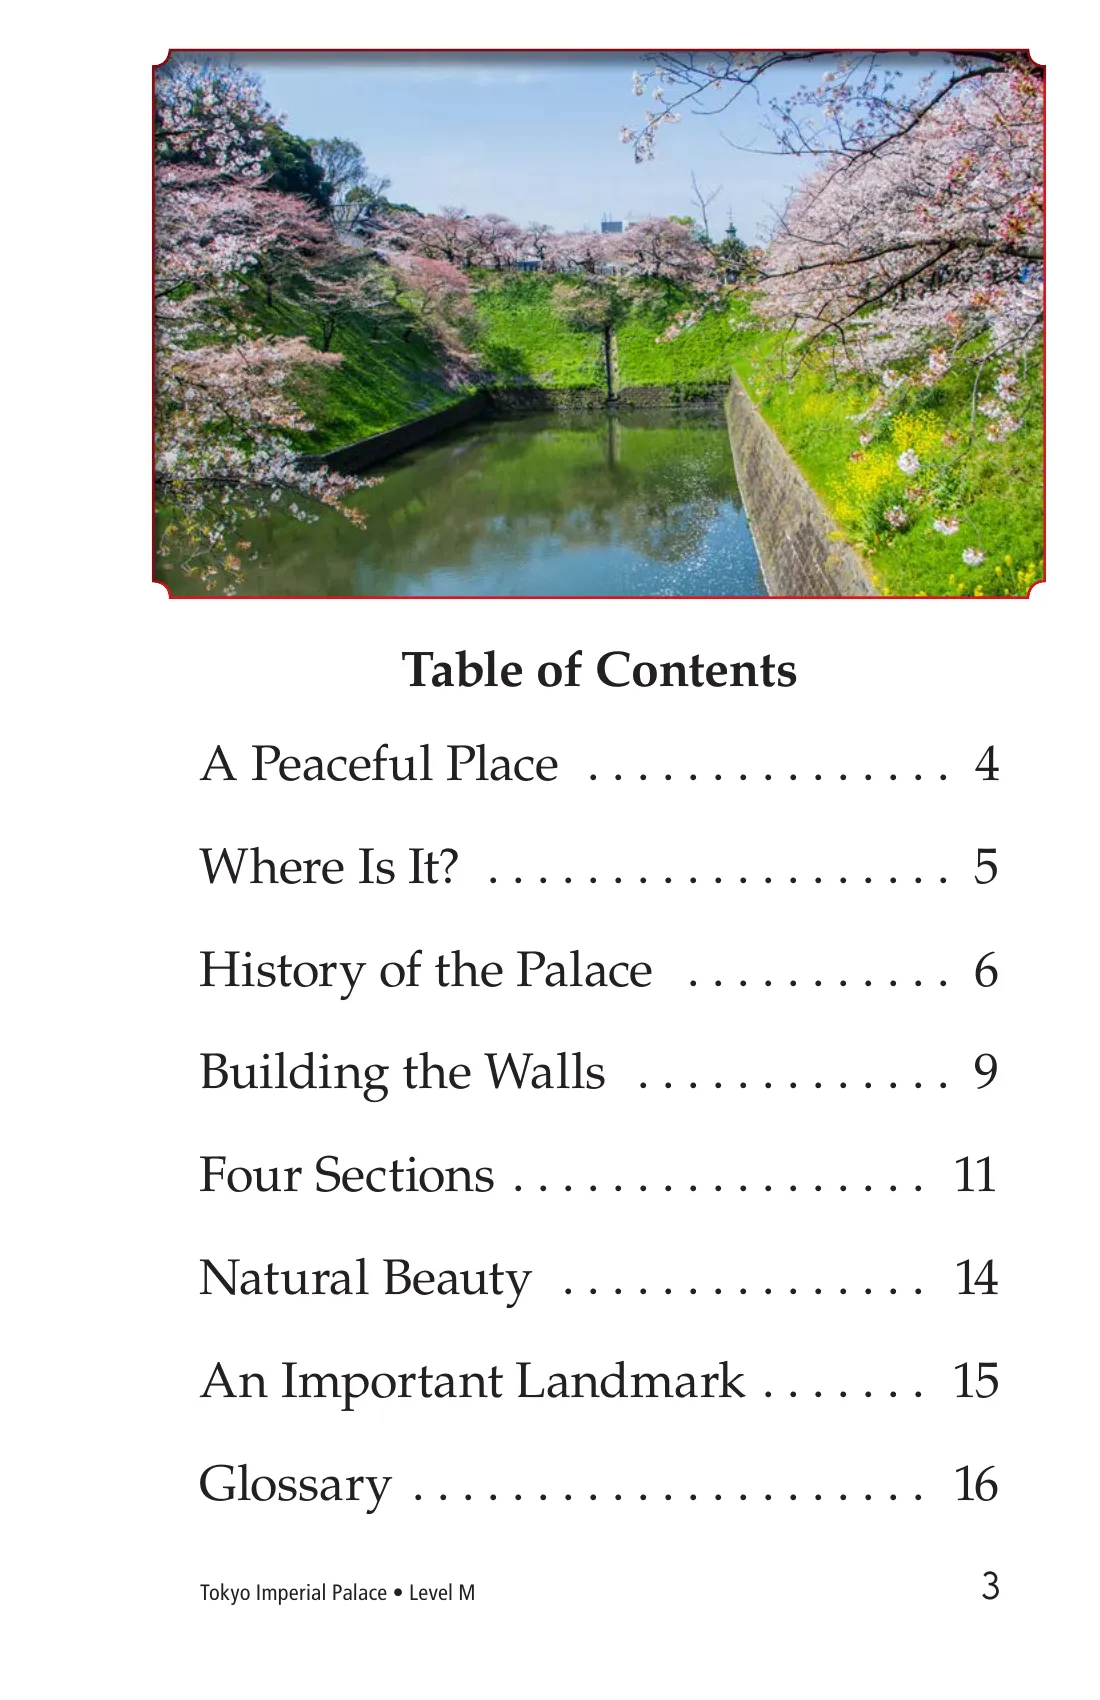 Table of Contents
A Peaceful Place . . . . . . . . . . . . . . . 4
Where Is It? . . . . . . . . . . . . . . . . . . . 5
History of the Palace . . . . . . . . . . . 6
Building the Walls . . . . . . . . . . . . . 9
Four Sections . . . . . . . . . . . . . . . . . 11
Natural Beauty . . . . . . . . . . . . . . . 14
An Important Landmark . . . . . . . 15
Glossary . . . . . . . . . . . . . . . . . . . . . 16
Tokyo Imperial Palace • Level M 3